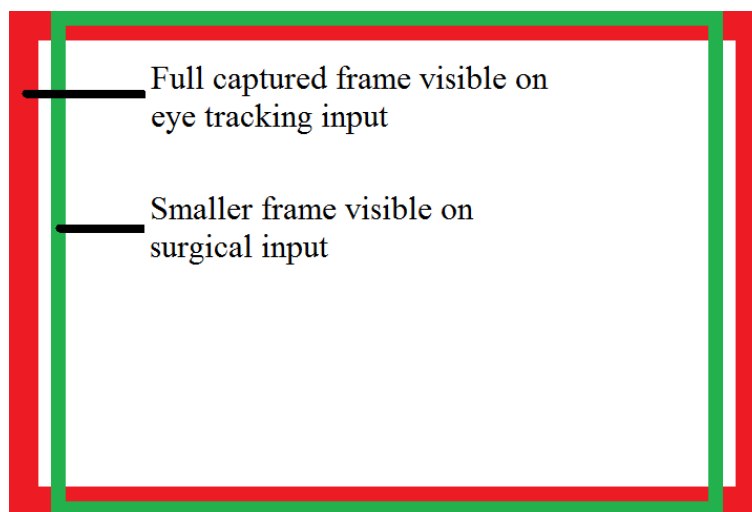 Full captured frame visible on
eye tracking input
Smaller frame visible on
surgical input